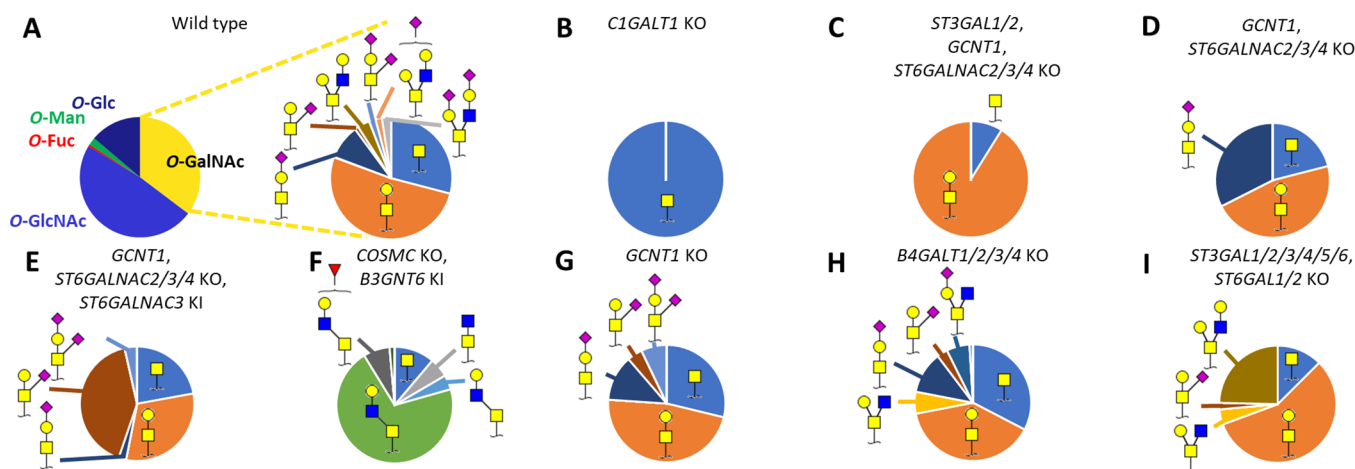 A
Wild type
O-Glc
O-Man
O-Fuc
O-GlcNAc
O-GalNAc
B
C1GALT1 KO
C
ST3GAL1/2,
GCNT1,
ST6GALNAC2/3/4 KO
D
GCNT1,
ST6GALNAC2/3/4 KO
E
GCNT1,
ST6GALNAC2/3/4 KO,
ST6GALNAC3 KI
F
COSMC KO,
B3GNT6 KI
G
GCNT1 KO
H
B4GALT1/2/3/4 KO
I
ST3GAL1/2/3/4/5/6,
ST6GAL1/2 KO